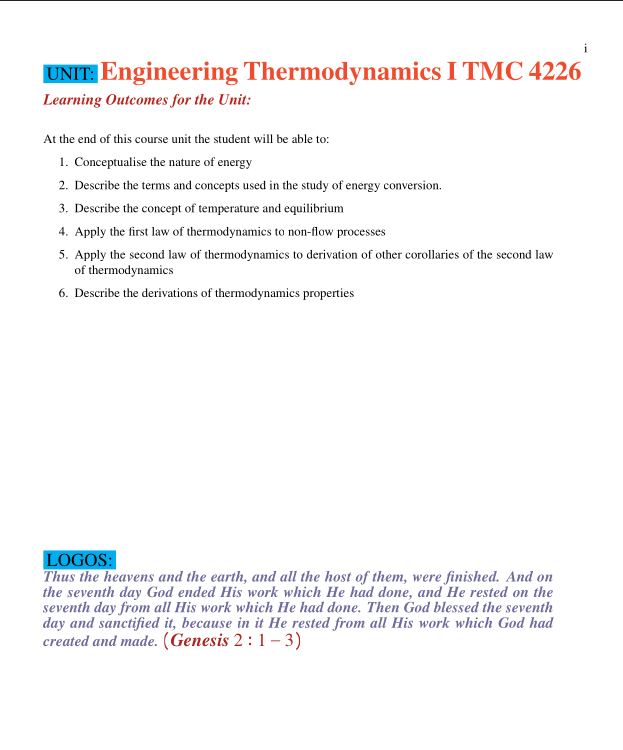 i
UNIT: Engineering Thermodynamics I TMC 4226
Learning Outcomes for the Unit:
At the end of this course unit the student will be able to:
1. Conceptualise the nature of energy
2. Describe the terms and concepts used in the study of energy conversion.
3. Describe the concept of temperature and equilibrium
4. Apply the first law of thermodynamics to non-flow processes
5. Apply the second law of thermodynamics to derivation of other corollaries of the second law
of thermodynamics
6. Describe the derivations of thermodynamics properties
LOGOS:
Thus the heavens and the earth, and all the host of them, were finished. And on
the seventh day God ended His work which He had done, and He rested on the
seventh day from all His work which He had done. Then God blessed the seventh
day and sanctified it, because in it He rested from all His work which God had
created and made. (Genesis 2 : 1 − 3)